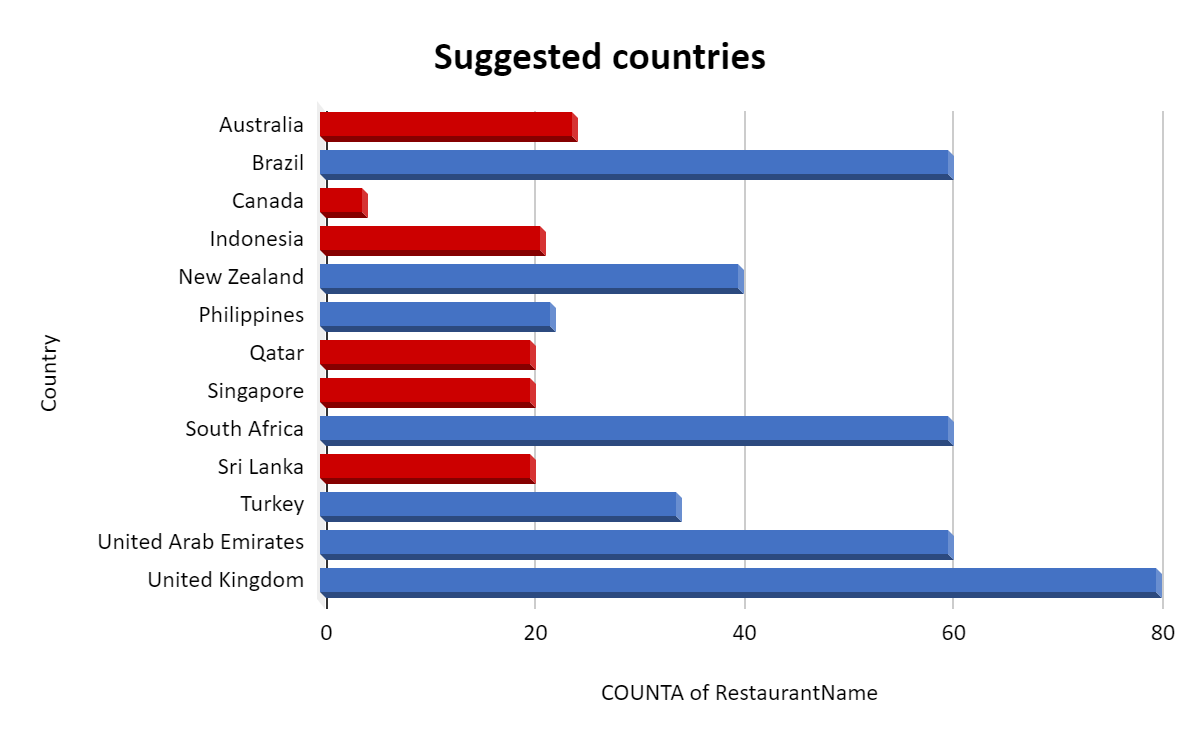 Suggested countries
Australia
Brazil
Canada
Indonesia
New Zealand
Philippines
Qatar
Singapore
South Africa
Sri Lanka
Turkey
United Arab Emirates
United Kingdom
Country
0 20 40 60 80
COUNTA of RestaurantName